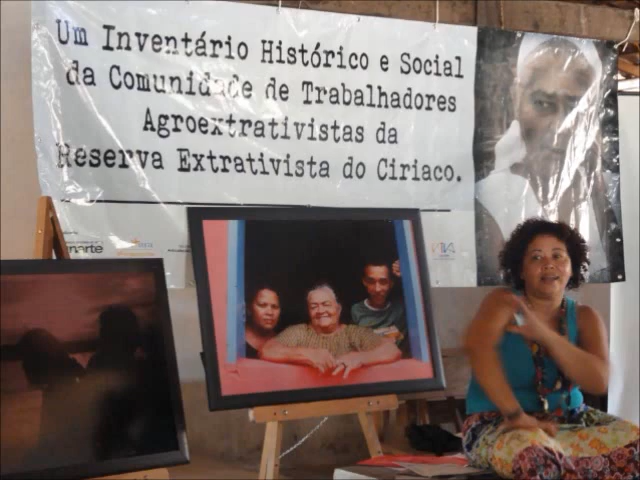 Um Inventário Histórico e Social
da Comunidade de Trabalhadores
Agroextrativistas da
Reserva Extrativista do Ciriaco.